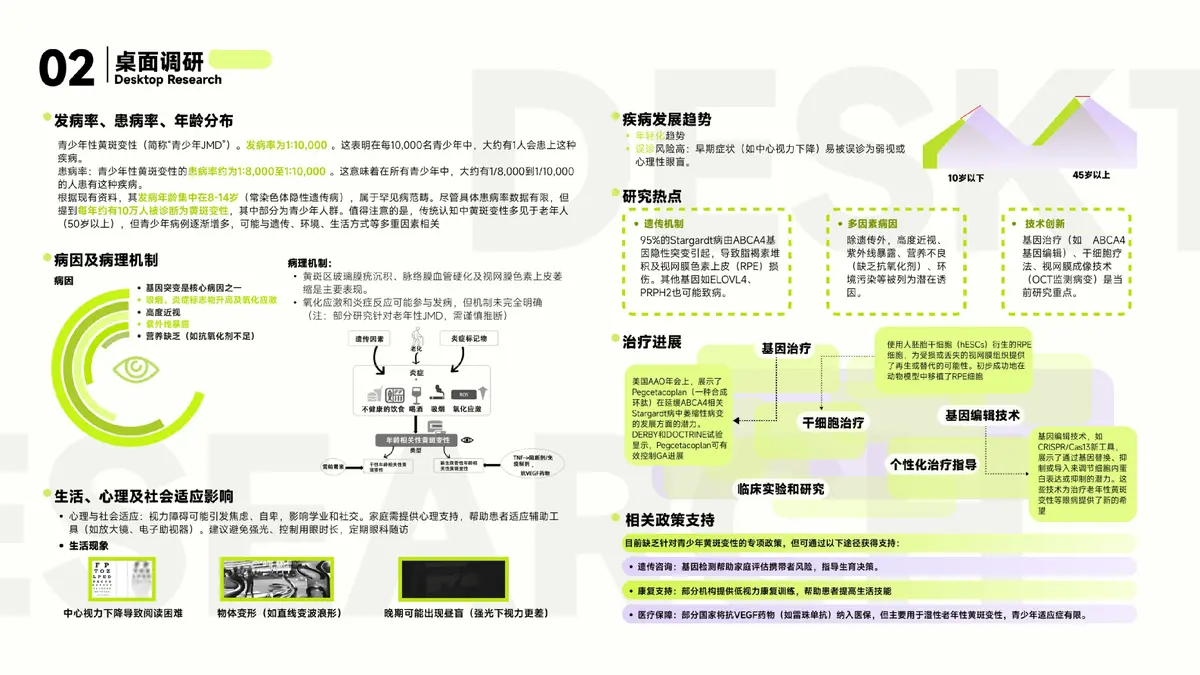 02
桌面调研
Desktop Research
发病率、患病率、年龄分布
青少年性黄斑变性（简称“青少年JMD”）。发病率为1:10,000 。这表明在每10,000名青少年中，大约有1人会患上这种
疾病。
患病率：青少年性黄斑变性的患病率约为1:8,000至1:10,000 。这意味着在所有青少年中，大约有1/8,000到1/10,000
的人患有这种疾病。
根据现有资料，其发病年龄集中在8-14岁（常染色体隐性遗传病），属于罕见病范畴。尽管具体患病率数据有限，但
提到每年约有10万人被诊断为黄斑变性，其中部分为青少年人群。值得注意的是，传统认知中黄斑变性多见于老年人
（50岁以上），但青少年病例逐渐增多，可能与遗传、环境、生活方式等多重因素相关
病因及病理机制
病因
• 基因突变是核心病因之一
• 吸烟、炎症标志物升高及氧化应激
• 高度近视
• 紫外线暴露
• 营养缺乏（如抗氧化剂不足）
病理机制：
• 黄斑区玻璃膜疣沉积、脉络膜血管硬化及视网膜色素上皮萎
缩是主要表现。
• 氧化应激和炎症反应可能参与发病，但机制未完全明确
（注：部分研究针对老年性JMD，需谨慎推断）
遗传因素
老化
炎症标记物
炎症
不健康的饮食
喝酒
吸烟
ROS
氧化应激
年龄相关性黄斑变性
类型
营养素
干性年龄相关性黄
斑变性
新生血管性年龄相
关性黄斑变性
TNF-α阻断剂/免
疫抑制剂，
抗VEGF药物
生活、心理及社会适应影响
• 心理与社会适应：视力障碍可能引发焦虑、自卑，影响学业和社交。家庭需提供心理支持，帮助患者适应辅助工
具（如放大镜、电子助视器）。建议避免强光、控制用眼时长，定期眼科随访
• 生活现象
F P
T O Z
L P E D
中心视力下降导致阅读困难
物体变形（如直线变波浪形）
晚期可能出现昼盲（强光下视力更差）
疾病发展趋势
• 年轻化趋势
• 误诊风险高：早期症状（如中心视力下降）易被误诊为弱视或
心理性眼盲。
10岁以下
45岁以上
研究热点
• 遗传机制
95%的Stargardt病由ABCA4基
因隐性突变引起，导致脂褐素堆
积及视网膜色素上皮（RPE）损
伤。其他基因如ELOVL4、
PRPH2也可能致病。
• 多因素病因
除遗传外，高度近视、
紫外线暴露、营养不良
（缺乏抗氧化剂）、环
境污染等被列为潜在诱
因。
• 技术创新
基因治疗（如 ABCA4
基因编辑）、干细胞疗
法、视网膜成像技术
（OCT监测病变）是当
前研究重点。
治疗进展
美国AAO年会上，展示了
Pegcetacoplan（一种合成
环肽）在延缓ABCA4相关
Stargardt病中萎缩性病变
的发展方面的潜力。
DERBY和DOCTRINE试验
显示，Pegcetacoplan可有
效控制GA进展
基因治疗
使用人胚胎干细胞（hESCs）衍生的RPE
细胞，为受损或丢失的视网膜组织提供
了再生或替代的可能性。初步成功地在
动物模型中移植了RPE细胞
干细胞治疗
基因编辑技术
个性化治疗指导
临床实验和研究
基因编辑技术，如
CRISPR/Cas13新工具，
展示了通过基因替换、抑
制或导入来调节细胞内蛋
白表达或抑制的潜力。这
些技术为治疗老年性黄斑
变性等眼病提供了新的希
望
相关政策支持
目前缺乏针对青少年黄斑变性的专项政策，但可通过以下途径获得支持：
• 遗传咨询：基因检测帮助家庭评估携带者风险，指导生育决策。
• 康复支持：部分机构提供低视力康复训练，帮助患者提高生活技能
• 医疗保障：部分国家将抗VEGF药物（如雷珠单抗）纳入医保，但主要用于湿性老年性黄斑变性，青少年适应症有限。